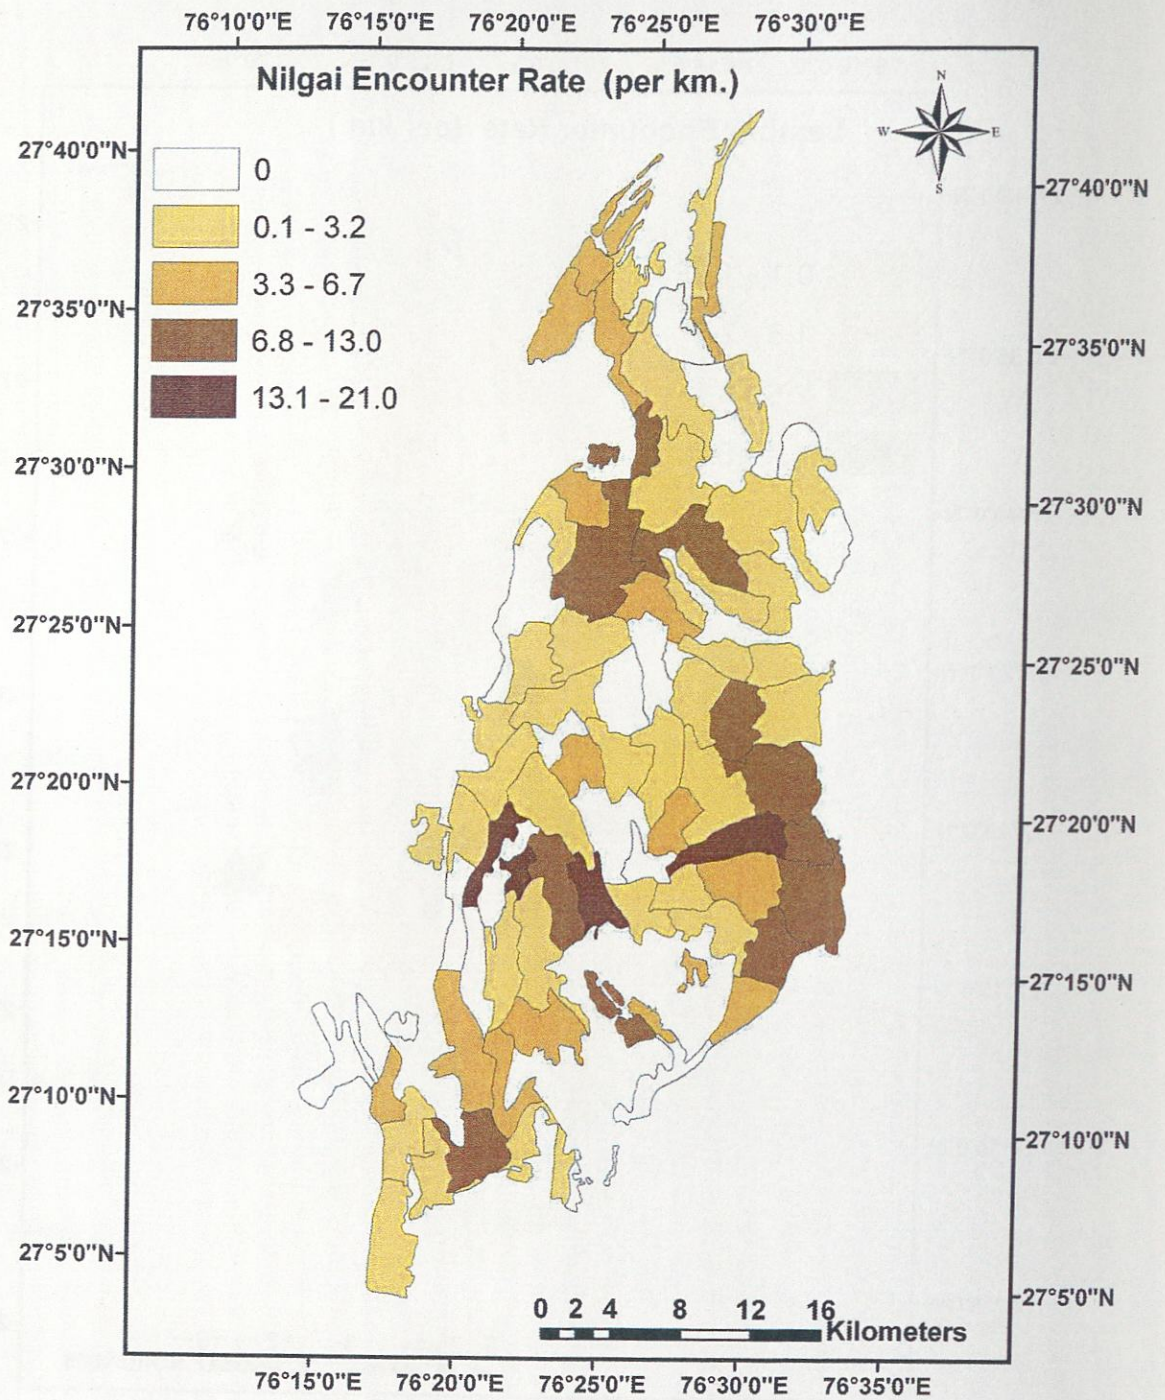 76°10'0"E 76°15'0"E 76°20'0"E 76°25'0"E 76°30'0"E
Nilgai Encounter Rate (per km.)
N
W E
S
27°40'0"N
27°40'0"N
0
0.1 - 3.2
3.3 - 6.7
27°35'0"N
6.8 - 13.0
27°35'0"N
13.1 - 21.0
27°30'0"N
27°30'0"N
27°25'0"N
27°25'0"N
27°20'0"N
27°20'0"N
27°15'0"N
27°15'0"N
27°10'0"N
27°10'0"N
27°5'0"N
27°5'0"N
0 2 4 8 12 16
Kilometers
76°15'0"E 76°20'0"E 76°25'0"E 76°30'0"E 76°35'0"E